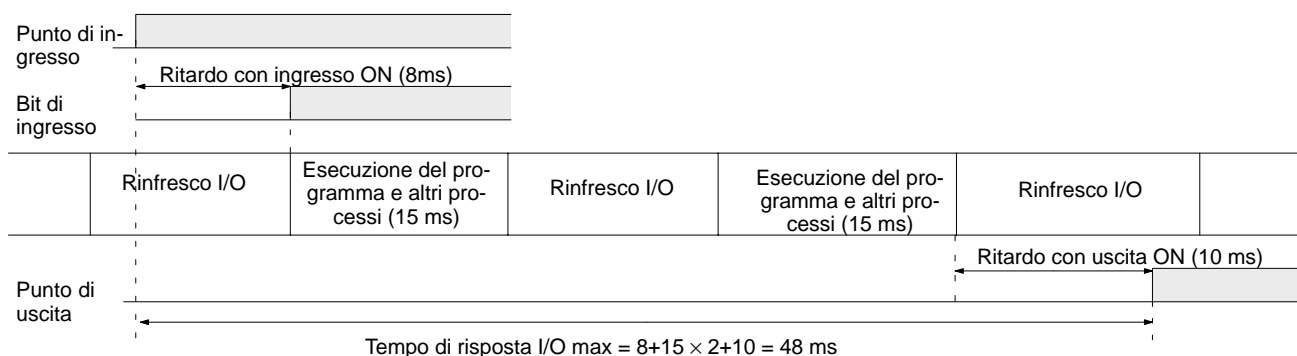 Punto di in-
gresso
Ritardo con ingresso ON (8ms)
Bit di
ingresso
Rinfresco I/O
Esecuzione del pro-
gramma e altri pro-
cessi (15 ms)
Rinfresco I/O
Esecuzione del pro-
gramma e altri pro-
cessi (15 ms)
Rinfresco I/O
Ritardo con uscita ON (10 ms)
Punto di
uscita
Tempo di risposta I/O max = 8+15 × 2+10 = 48 ms